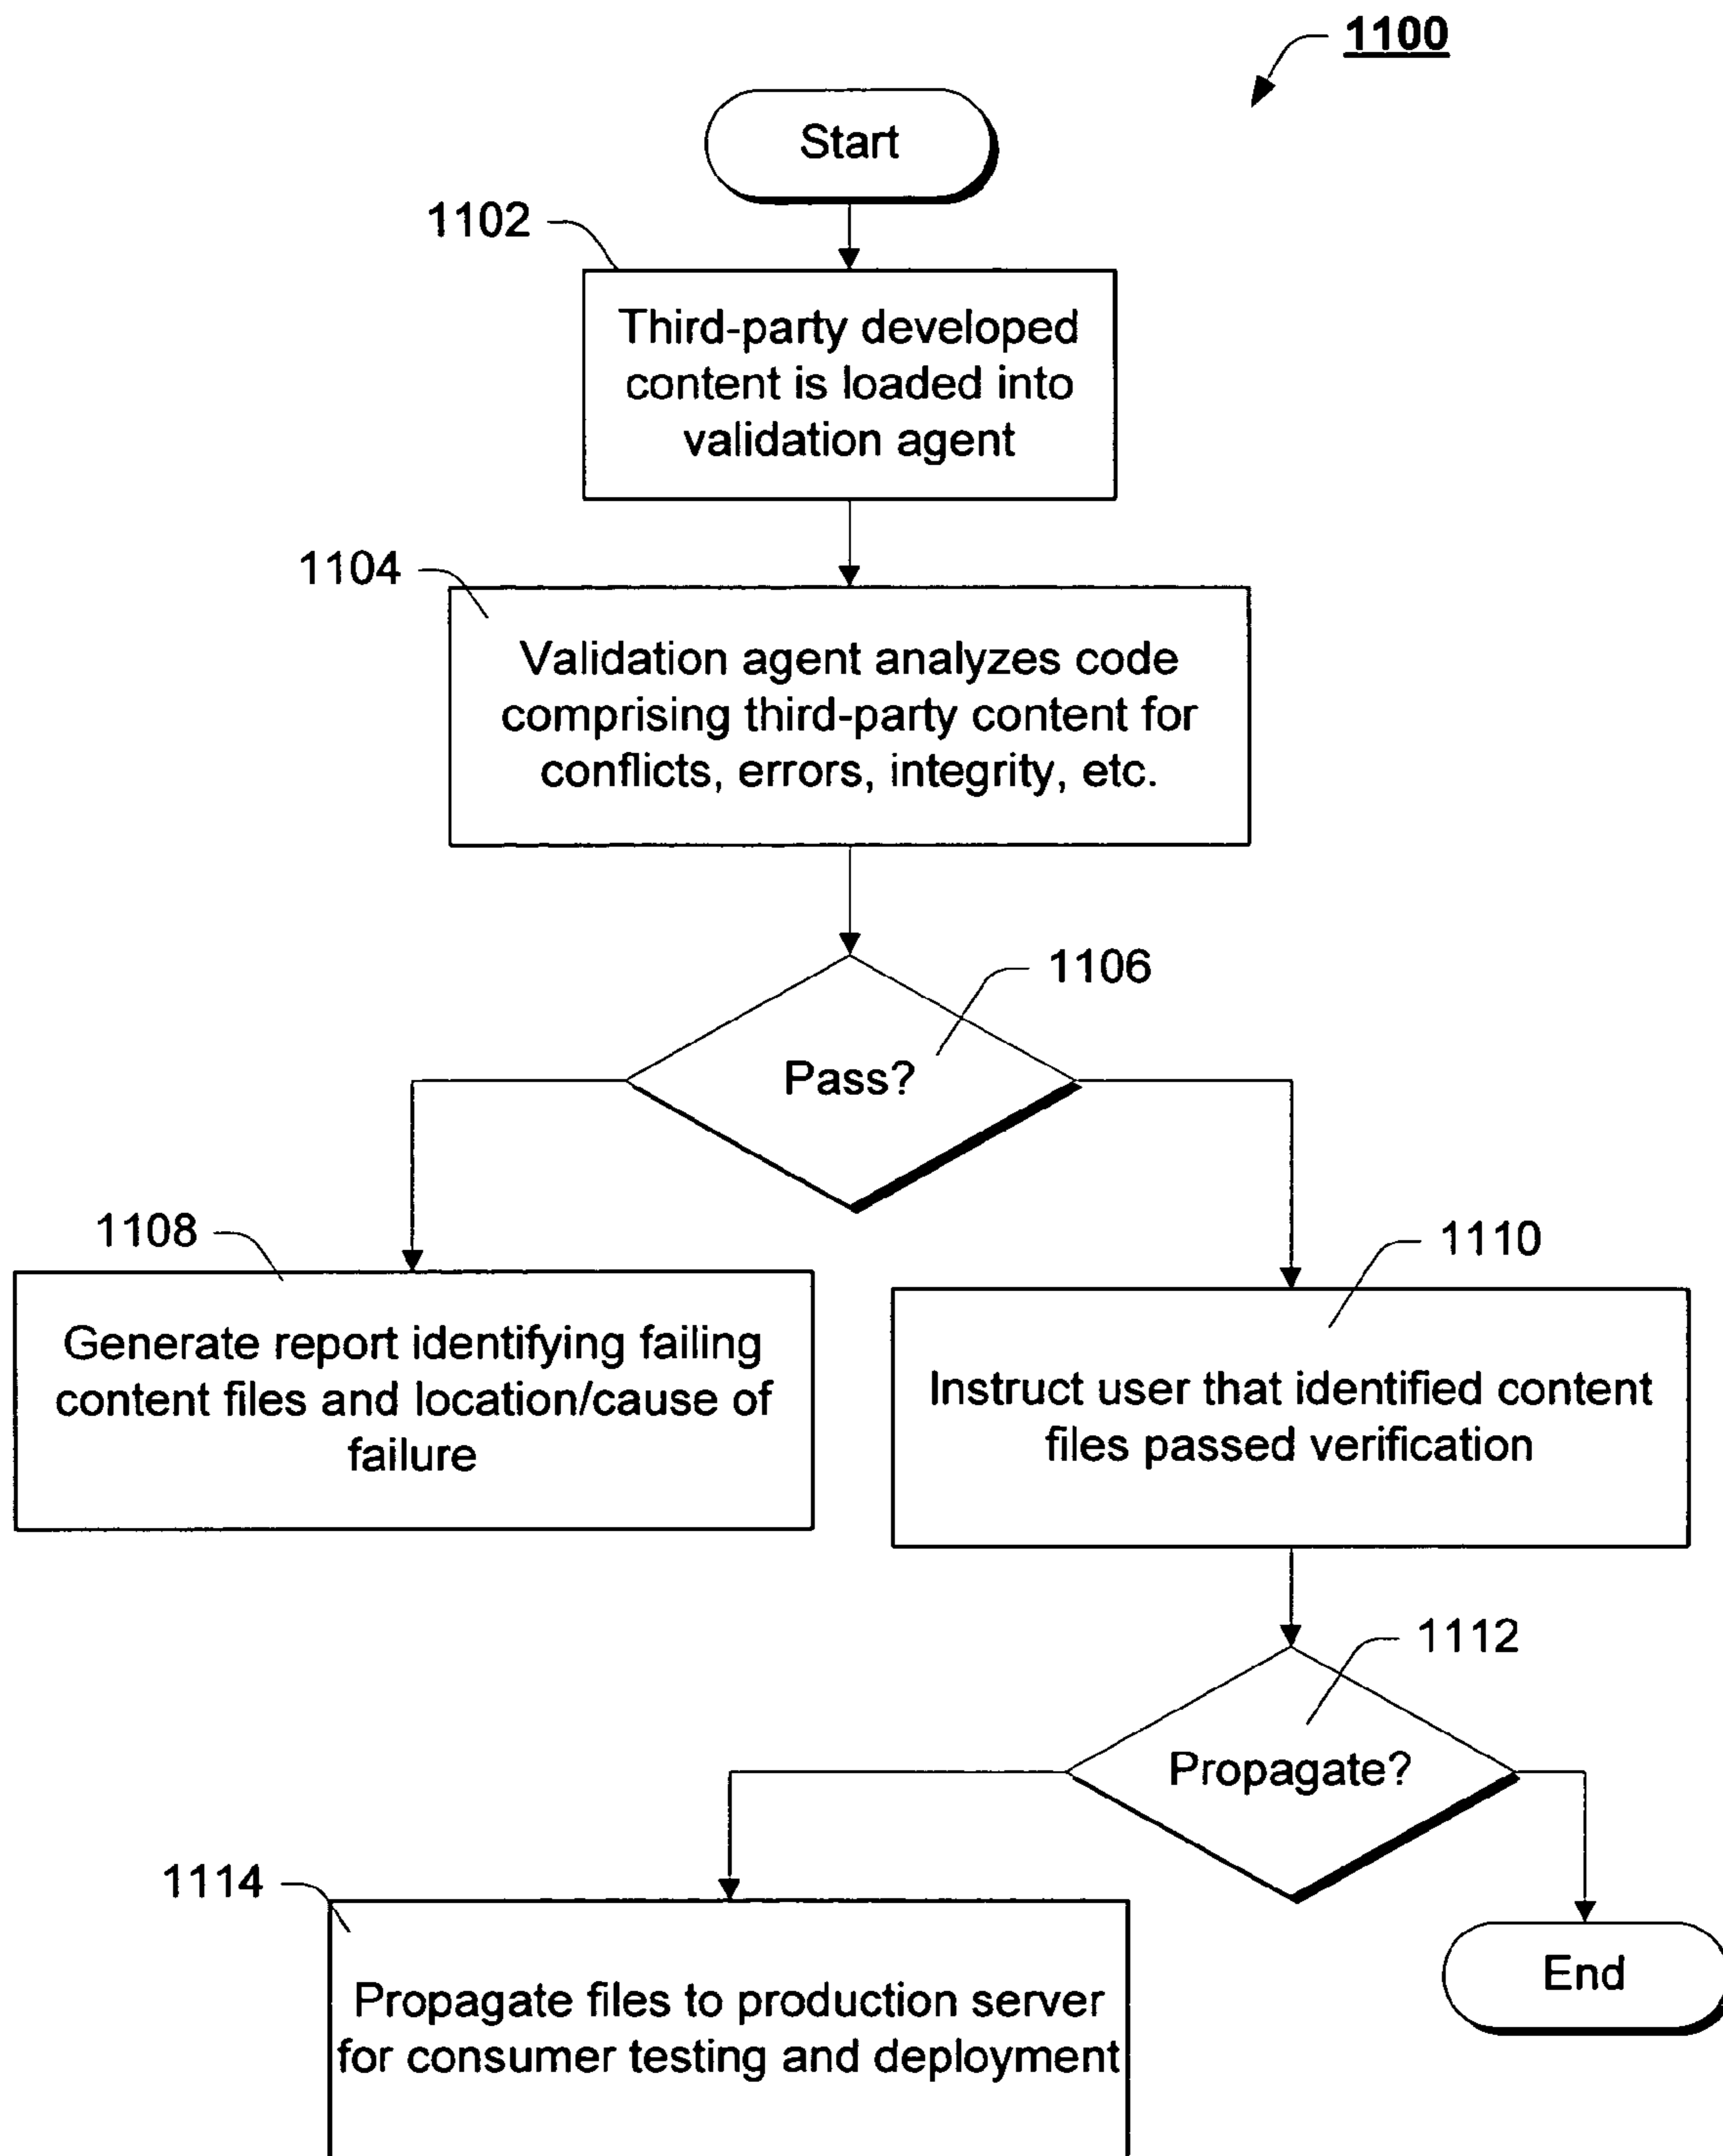 1100
Start
1102
Third-party developed
content is loaded into
validation agent
1104
Validation agent analyzes code
comprising third-party content for
conflicts, errors, integrity, etc.
1106
Pass?
1108
Generate report identifying failing
content files and location/cause of
failure
1110
Instruct user that identified content
files passed verification
1112
Propagate?
1114
Propagate files to production server
for consumer testing and deployment
End